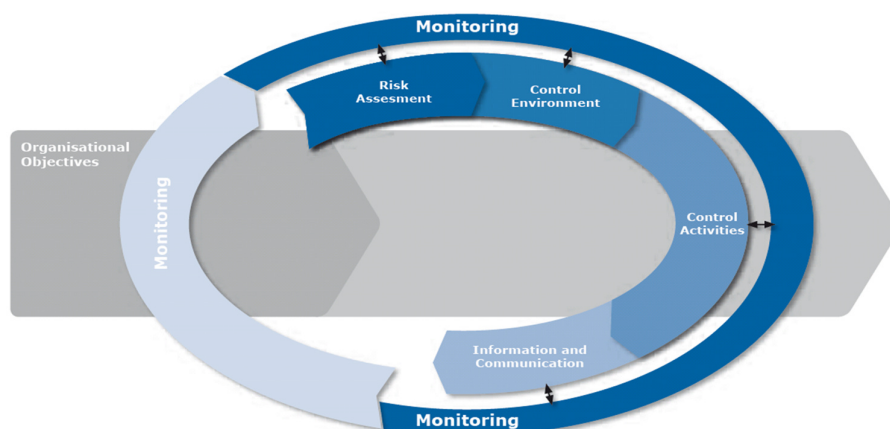 Monitoring
Risk
Assesment
Control
Environment
Organisational
Objectives
Monitoring
Control
Activities
Information and
Communication
Monitoring